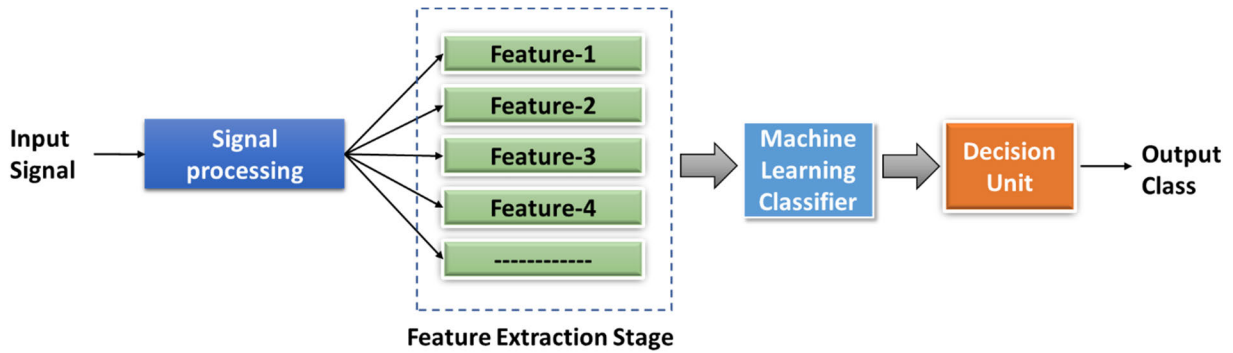 Input
Signal
Signal
processing
Feature-1
Feature-2
Feature-3
Feature-4
------------
Feature Extraction Stage
Machine
Learning
Classifier
Decision
Unit
Output
Class